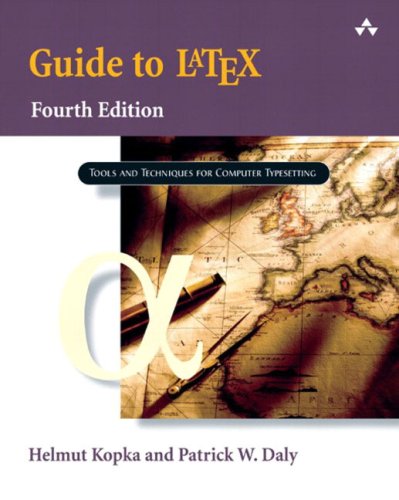 Guide to LATEX
Fourth Edition
TOOLS AND TECHNIQUES FOR COMPUTER TYPESETTING
α
Helmut Kopka and Patrick W. Daly